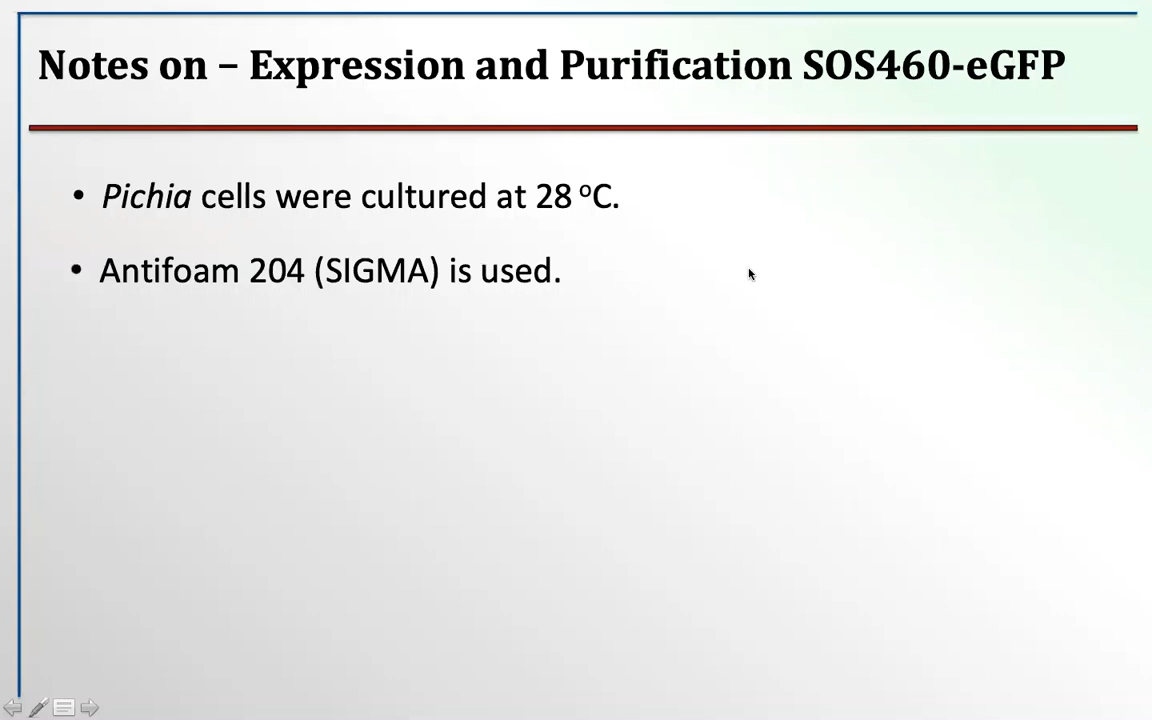 Notes on – Expression and Purification SOS460-eGFP
• Pichia cells were cultured at 28 ºC.
• Antifoam 204 (SIGMA) is used.